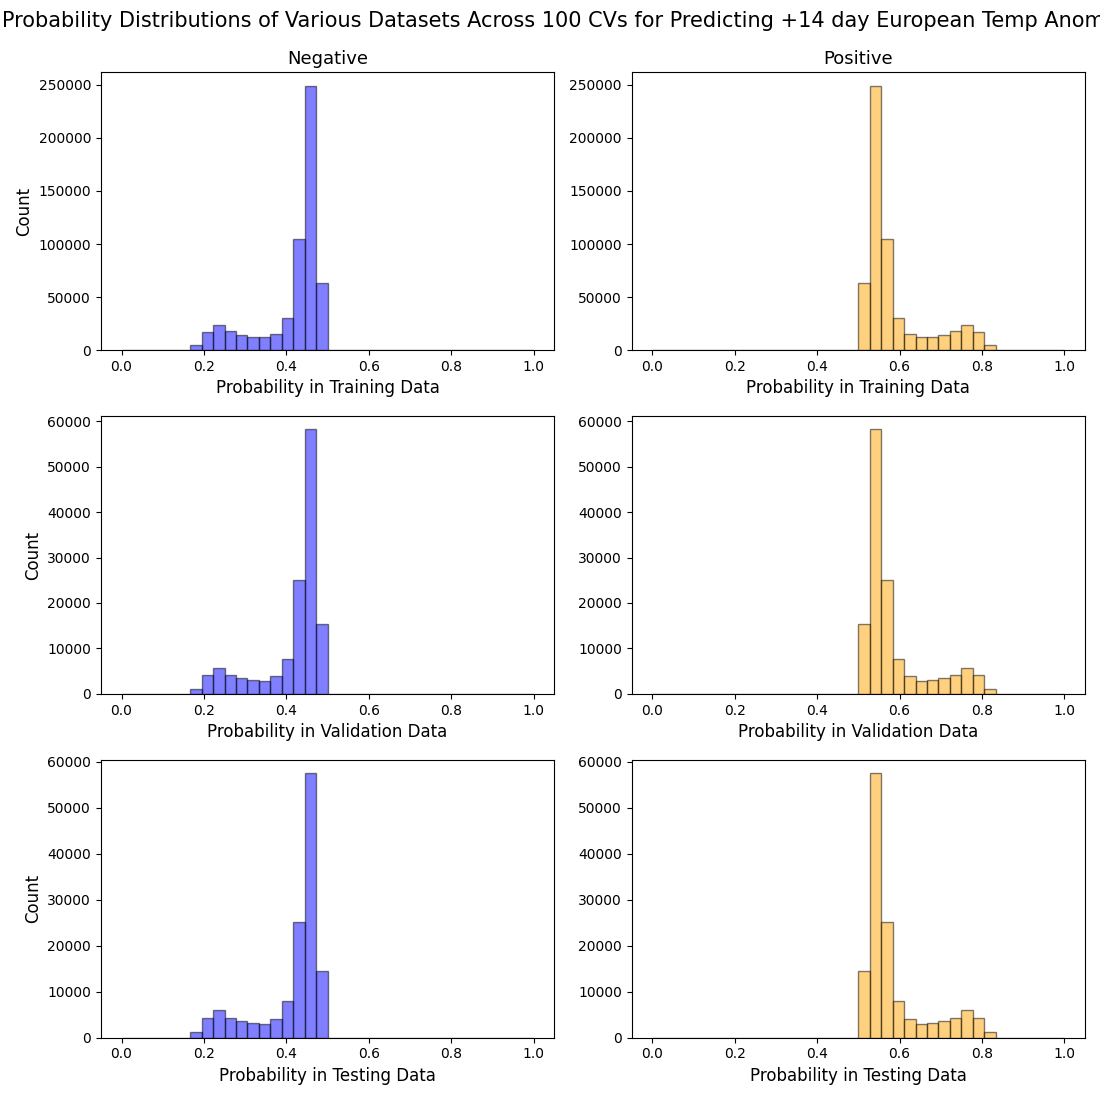 Probability Distributions of Various Datasets Across 100 CVs for Predicting +14 day European Temp Anom
Negative
Positive
250000
200000
150000
100000
50000
0
Count
0.0 0.2 0.4 0.6 0.8 1.0
Probability in Training Data
250000
200000
150000
100000
50000
0
0.0 0.2 0.4 0.6 0.8 1.0
Probability in Training Data
60000
50000
40000
30000
20000
10000
0
Count
0.0 0.2 0.4 0.6 0.8 1.0
Probability in Validation Data
60000
50000
40000
30000
20000
10000
0
0.0 0.2 0.4 0.6 0.8 1.0
Probability in Validation Data
60000
50000
40000
30000
20000
10000
0
Count
0.0 0.2 0.4 0.6 0.8 1.0
Probability in Testing Data
60000
50000
40000
30000
20000
10000
0
0.0 0.2 0.4 0.6 0.8 1.0
Probability in Testing Data